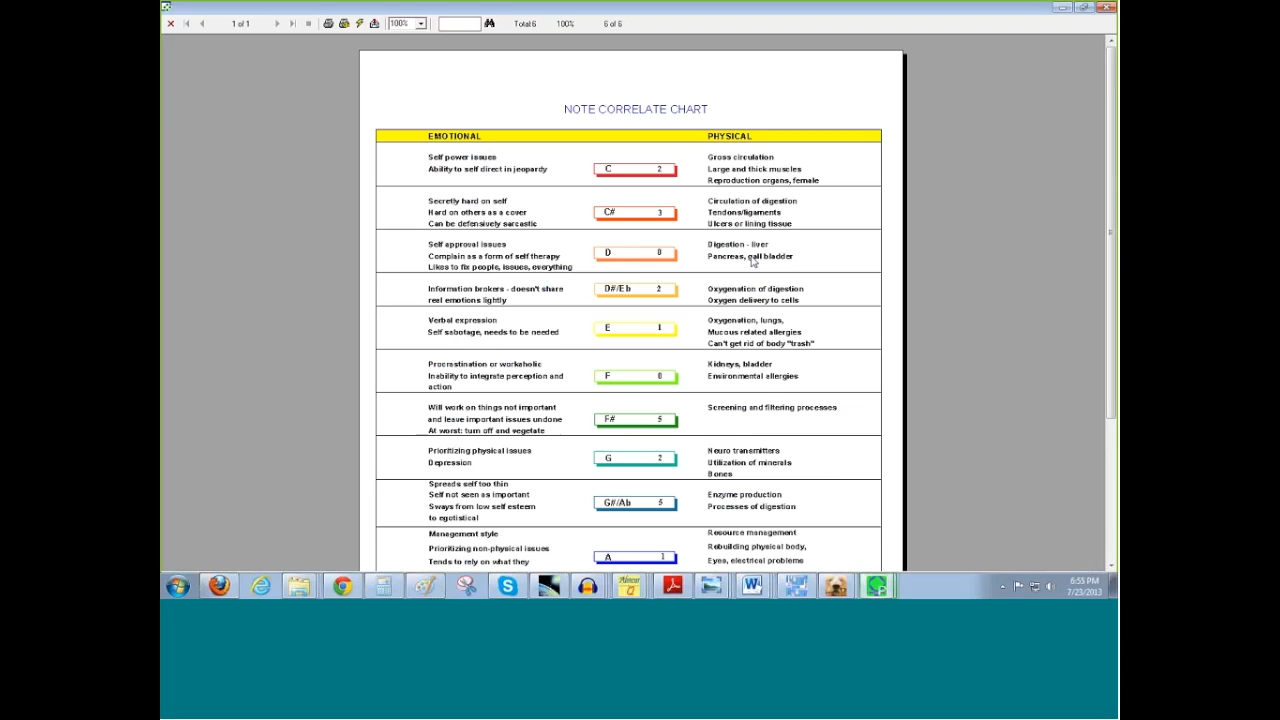 1 of 1
100%
Total:6
100%
6 of 6
NOTE CORRELATE CHART
EMOTIONAL
PHYSICAL
Self power issues
Ability to self direct in jeopardy
C 2
Gross circulation
Large and thick muscles
Reproduction organs, female
Secretly hard on self
Hard on others as a cover
Can be defensively sarcastic
C# 3
Circulation of digestion
Tendons/ligaments
Ulcers or lining tissue
Self approval issues
Complain as a form of self therapy
Likes to fix people, issues, everything
D 0
Digestion - liver
Pancreas, gall bladder
Information brokers - doesn't share
reel emotions lightly
D#/Eb 2
Oxygenation of digestion
Oxygen delivery to cells
Verbal expression
Self sabotage, needs to be needed
E 1
Oxygenation, lungs,
Mucous related allergies
Can't get rid of body "trash"
Procrastination or workaholic
Inability to integrate perception and
action
F 0
Kidneys, bladder
Environmental allergies
Will work on things not important
and leave important issues undone
At worst: turn off and vegetate
F# 5
Screening and filtering processes
Prioritizing physical issues
Depression
G 2
Neuro transmitters
Utilization of minerals
Bones
Spreads self too thin
Self not seen as important
Sways from low self esteem
to egotistical
G#/Ab 5
Enzyme production
Processes of digestion
Management style
Prioritizing non-physical issues
Tends to rely on what they
A 1
Resource management
Rebuilding physical body,
Eyes, electrical problems
6:55 PM
7/23/2013